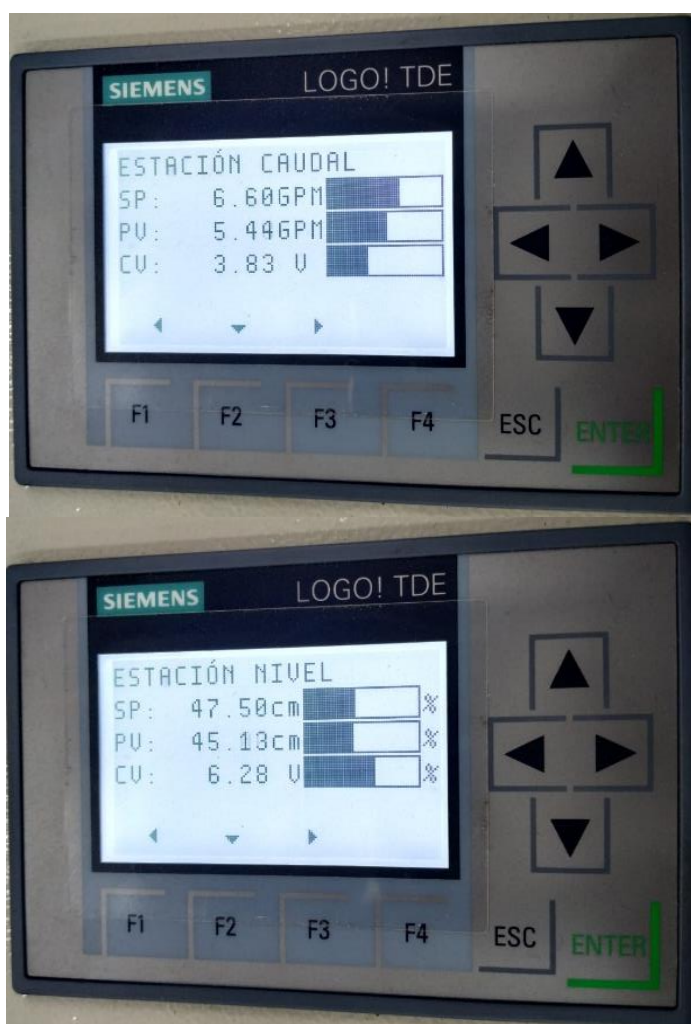 SIEMENS LOGO! TDE
ESTACIÓN CAUDAL
SP: 6.60GPM
PV: 5.44GPM
CV: 3.83 V
F1 F2 F3 F4 ESC ENTER
SIEMENS LOGO! TDE
ESTACIÓN NIVEL
SP: 47.50cm %
PV: 45.13cm %
CV: 6.28 V %
F1 F2 F3 F4 ESC ENTER